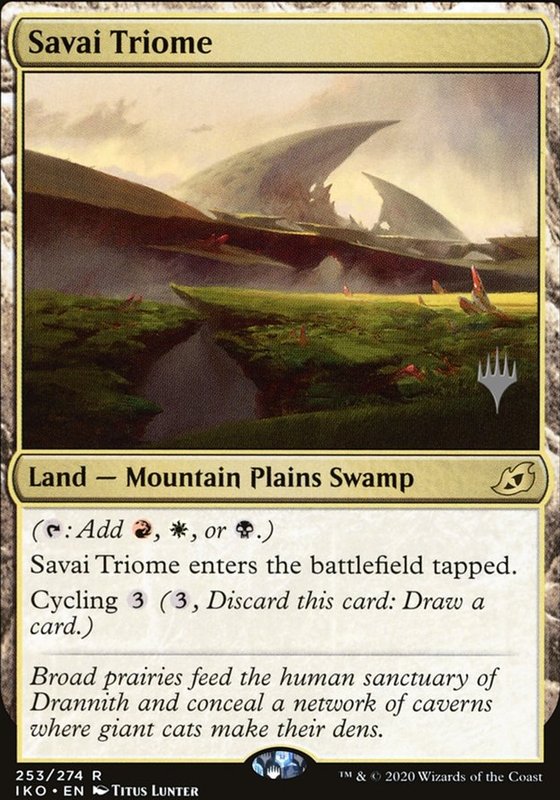 Savai Triome
Land — Mountain Plains Swamp
(: Add , , or .)
Savai Triome enters the battlefield tapped.
Cycling 3 (3, Discard this card: Draw a
card.)
Broad prairies feed the human sanctuary of
Drannith and conceal a network of caverns
where giant cats make their dens.
253/274 R
IKO • EN Titus Lunter
™ & © 2020 Wizards of the Coast